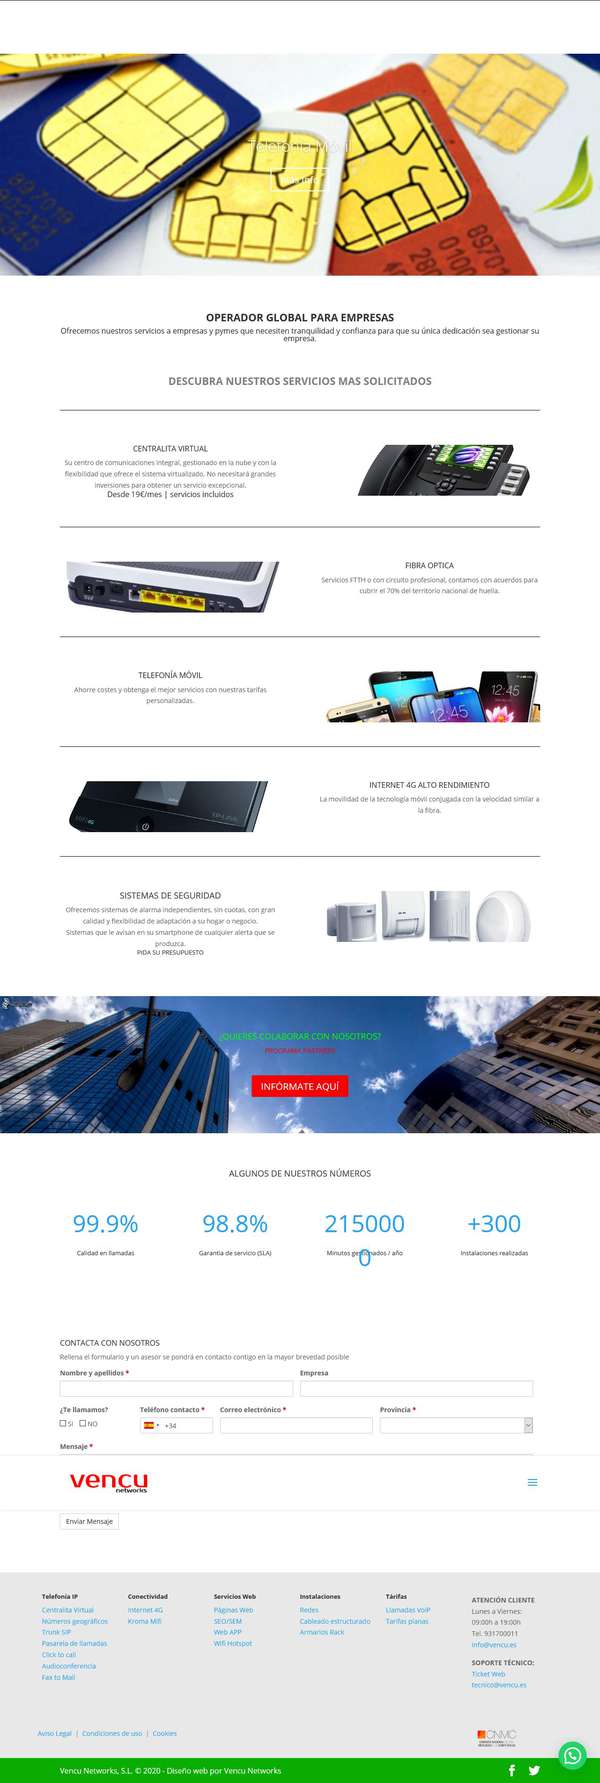 Telefonía Móvil
OPERADOR GLOBAL PARA EMPRESAS
Ofrecemos nuestros servicios a empresas y pymes que necesiten tranquilidad y confianza para que su única dedicación sea gestionar su
empresa.
DESCUBRA NUESTROS SERVICIOS MAS SOLICITADOS
CENTRALITA VIRTUAL
Su centro de comunicaciones integral, gestionado en la nube y con la
flexibilidad que ofrece el sistema virtualizado. No necesitará grandes
inversiones para obtener un servicio excepcional.
Desde 19€/mes | servicios incluidos
FIBRA OPTICA
Servicios FTTH o con circuito profesional, contamos con acuerdos para
cubrir el 70% del territorio nacional de huella.
TELEFONÍA MÓVIL
Ahorre costes y obtenga el mejor servicios con nuestras tarifas
personalizadas.
12:45
12:45
INTERNET 4G ALTO RENDIMIENTO
La movilidad de la tecnología móvil conjugada con la velocidad similar a
la fibra.
SISTEMAS DE SEGURIDAD
Ofrecemos sistemas de alarma independientes, sin cuotas, con gran
calidad y flexibilidad de adaptación a su hogar o negocio.
Sistemas que le avisan en su smartphone de cualquier alerta que se
produzca.
PIDA SU PRESUPUESTO
¿QUIERES COLABORAR CON NOSOTROS?
PROGRAMA PARTNERS
INFÓRMATE AQUÍ
ALGUNOS DE NUESTROS NÚMEROS
99.9%
Calidad en llamadas
98.8%
Garantia de servicio (SLA)
215000
0
Minutos gestionados / año
+300
Instalaciones realizadas
CONTACTA CON NOSOTROS
Rellena el formulario y un asesor se pondrá en contacto contigo en la mayor brevedad posible
Nombre y apellidos * Empresa
¿Te llamamos? Teléfono contacto * Correo electrónico * Provincia *
SI NO +34
Mensaje *
vencu
networks
Enviar Mensaje
Telefonía IP
Centralita Virtual
Números geográficos
Trunk SIP
Pasarela de llamadas
Click to call
Audioconferencia
Fax to Mail
Conectividad
Internet 4G
Kroma Mifi
Servicios Web
Páginas Web
SEO/SEM
Web APP
Wifi Hotspot
Instalaciones
Redes
Cableado estructurado
Armarios Rack
Tárifas
Llamadas VoIP
Tarifas planas
ATENCIÓN CLIENTE
Lunes a Viernes:
09:00h a 19:00h
Tel. 931700011
info@vencu.es
SOPORTE TÉCNICO:
Ticket Web
tecnico@vencu.es
Aviso Legal | Condiciones de uso | Cookies
CNMC
Vencu Networks, S.L. © 2020 - Diseño web por Vencu Networks